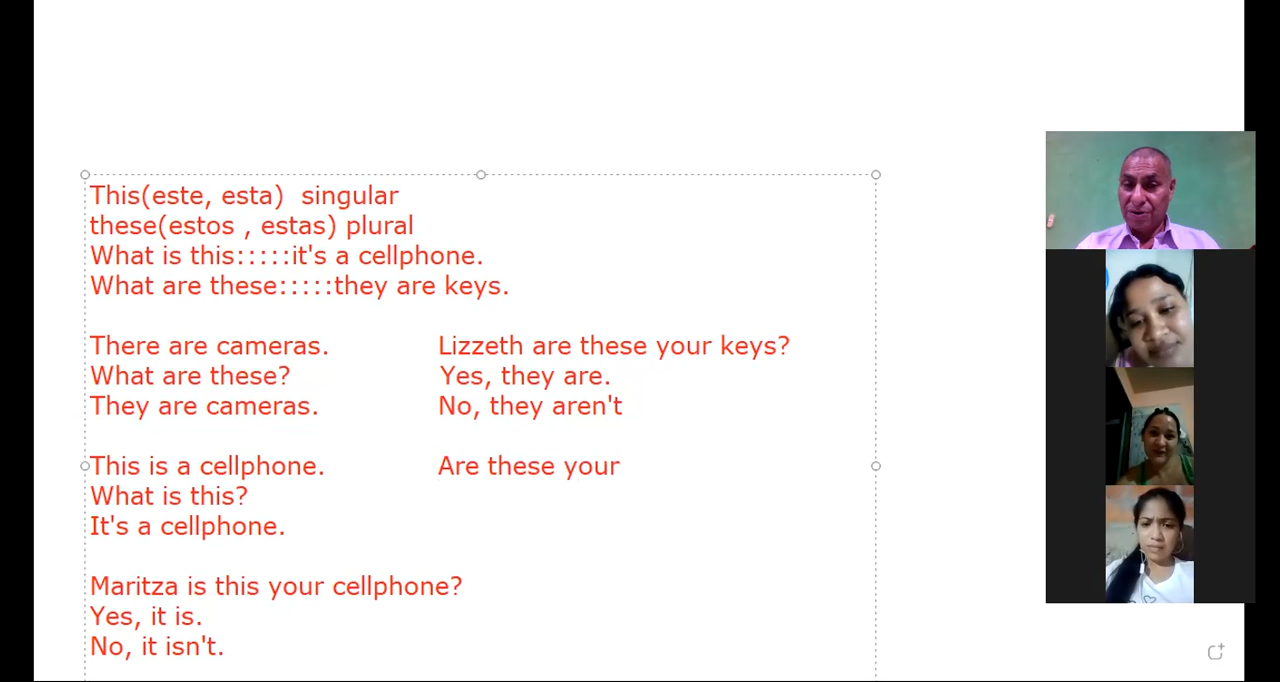 This(este, esta)  singular
these(estos , estas) plural
What is this:::::it's a cellphone.
What are these:::::they are keys.
There are cameras.
What are these?
They are cameras.
Lizzeth are these your keys?
Yes, they are.
No, they aren't
This is a cellphone.
What is this?
It's a cellphone.
Are these your
Maritza is this your cellphone?
Yes, it is.
No, it isn't.